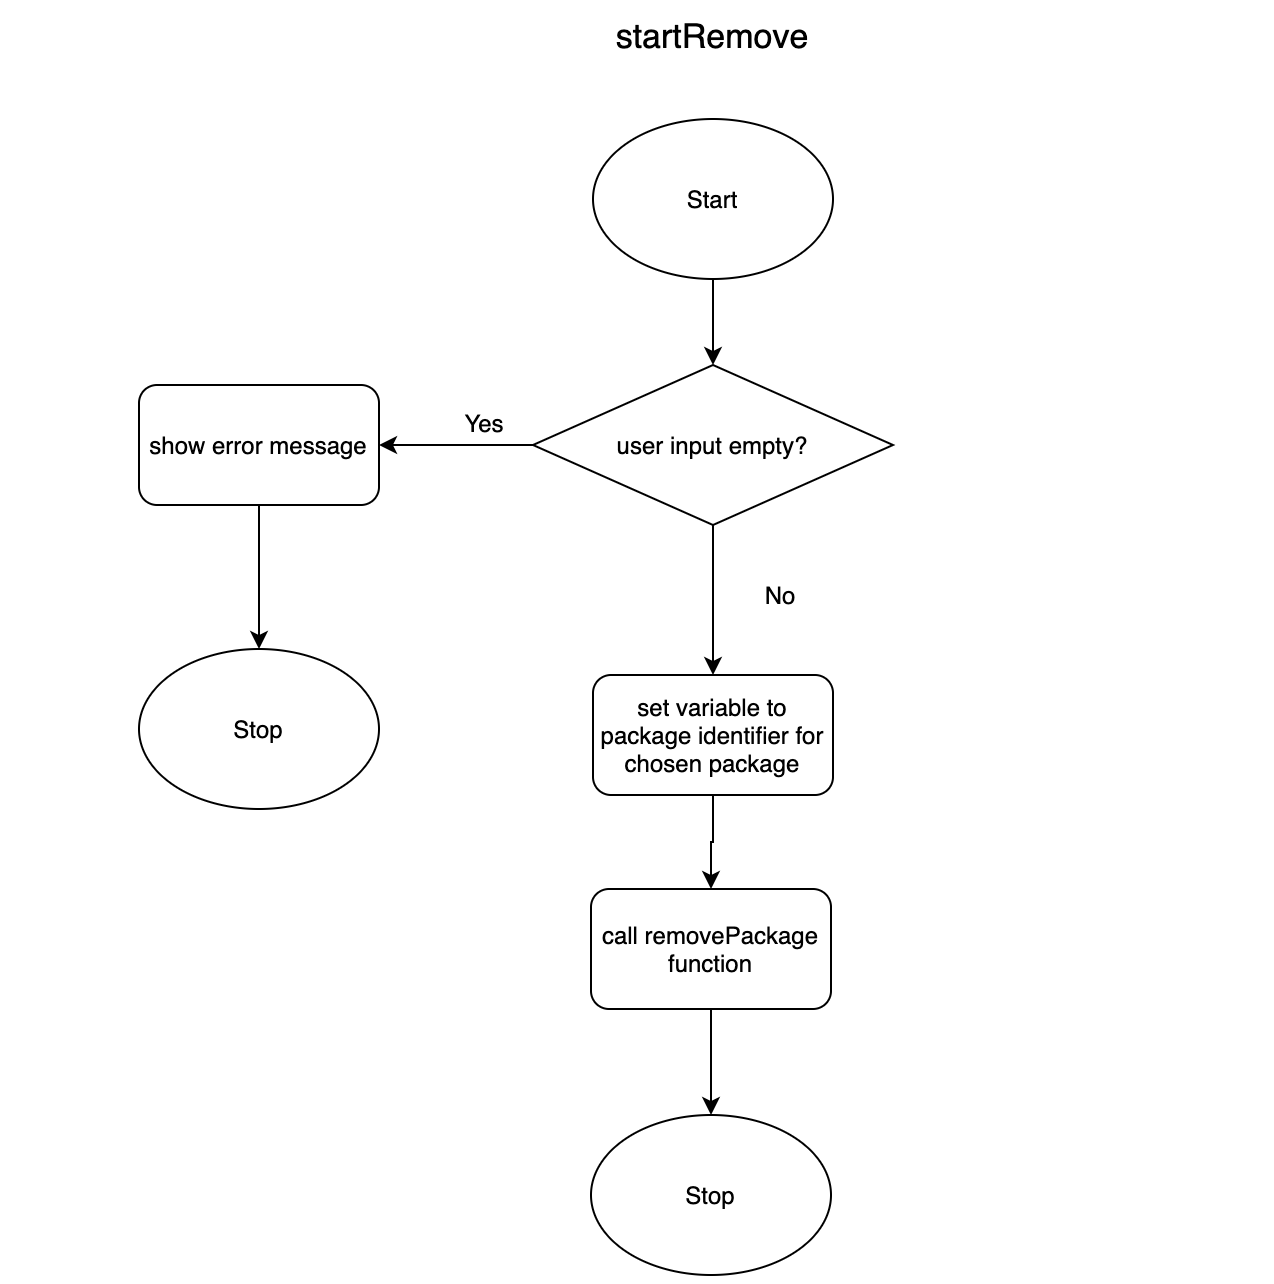 startRemove
Start
user input empty?
Yes
show error message
Stop
No
set variable to
package identifier for
chosen package
call removePackage
function
Stop